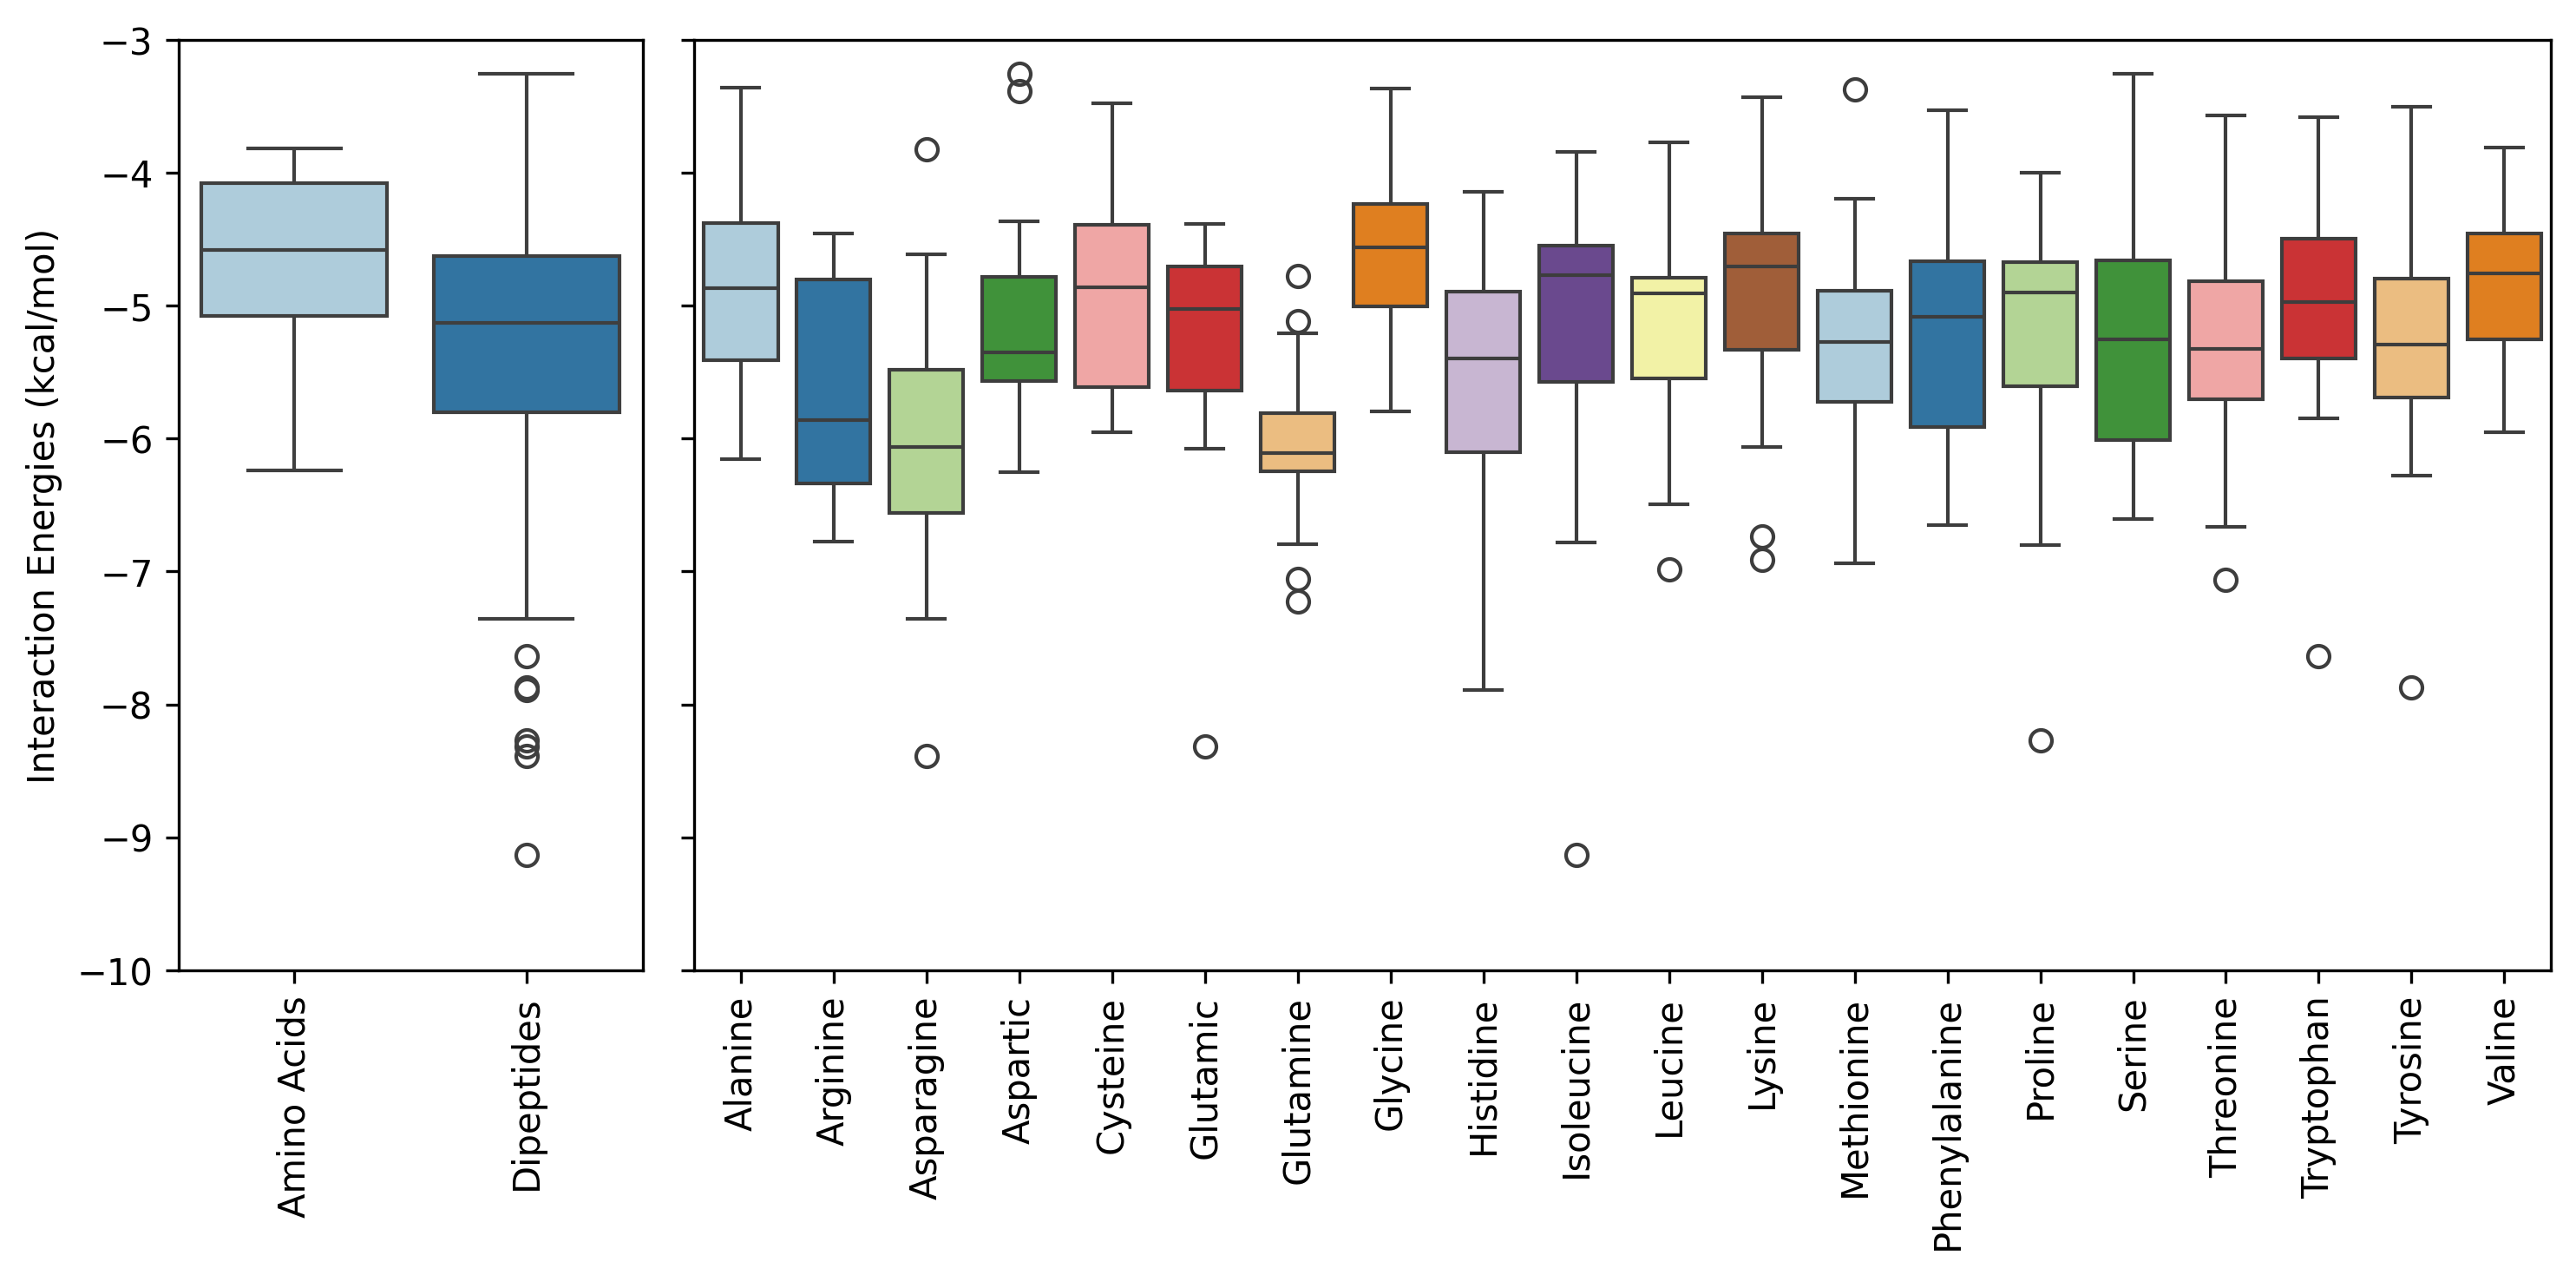 Interaction Energies (kcal/mol)
−3
−4
−5
−6
−7
−8
−9
−10
Amino Acids
Dipeptides
Alanine
Arginine
Asparagine
Aspartic
Cysteine
Glutamic
Glutamine
Glycine
Histidine
Isoleucine
Leucine
Lysine
Methionine
Phenylalanine
Proline
Serine
Threonine
Tryptophan
Tyrosine
Valine